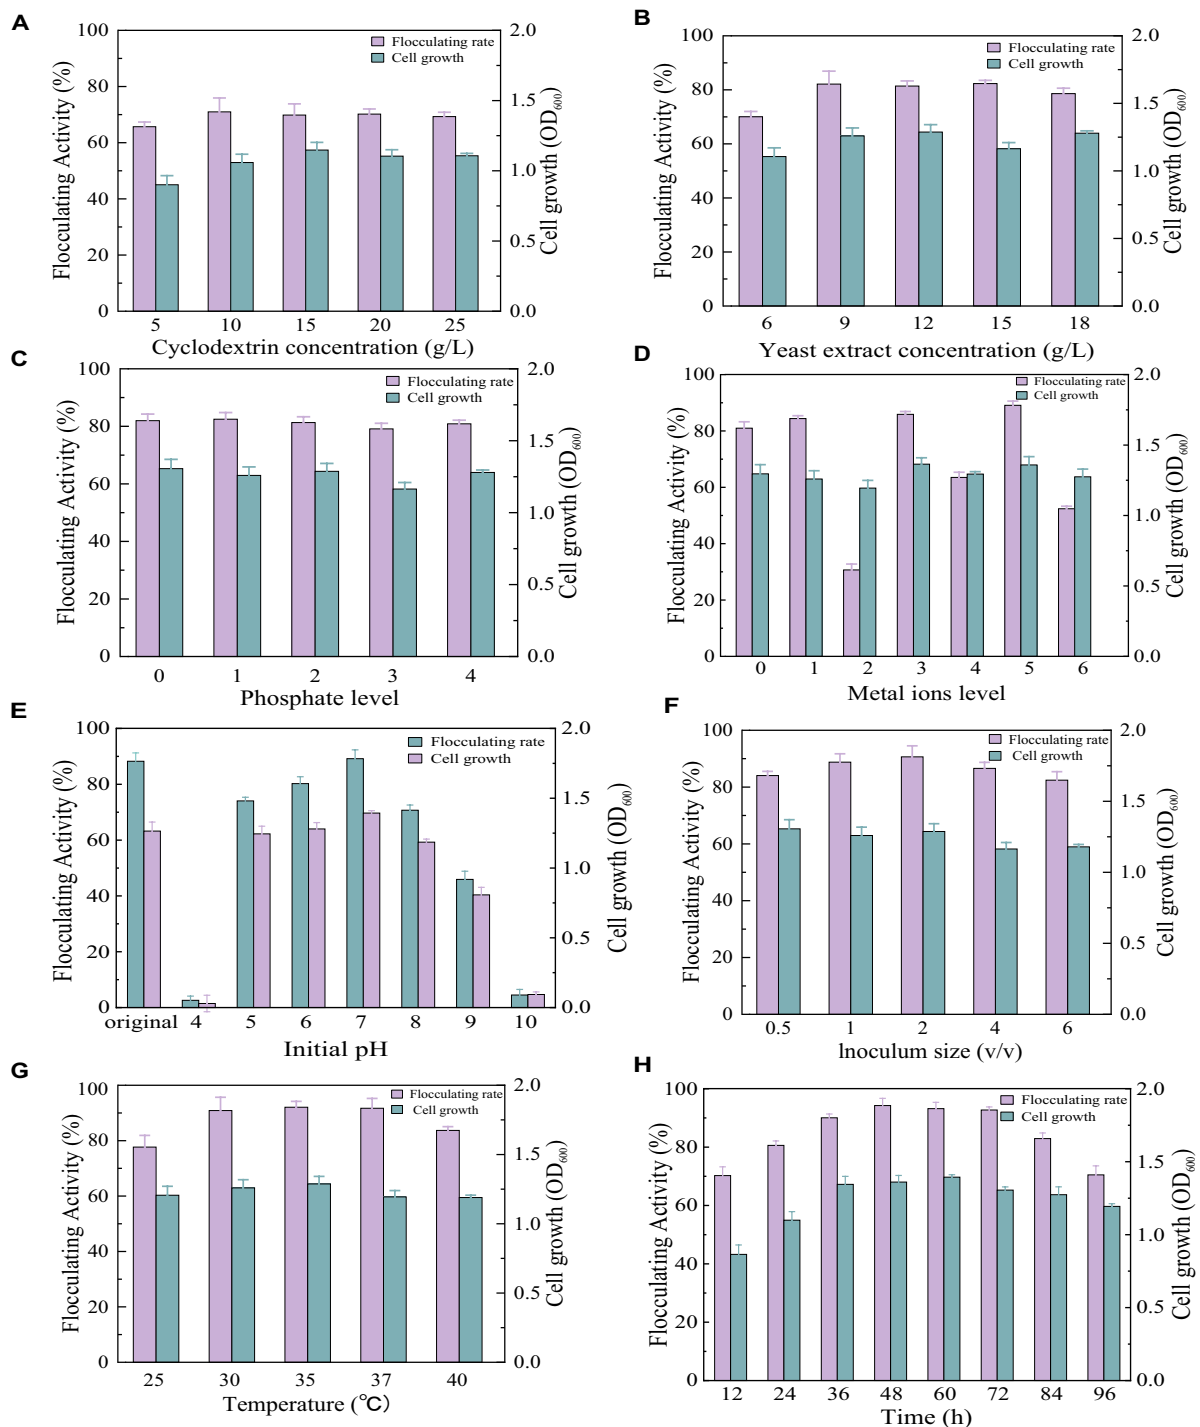 A
100
80
60
40
20
0
Flocculating Activity (%)
Flocculating rate
Cell growth
2.0
1.5
1.0
0.5
0.0
Cell growth (OD600)
5 10 15 20 25
Cyclodextrin concentration (g/L)
B
100
80
60
40
20
0
Flocculating Activity (%)
Flocculating rate
Cell growth
2.0
1.5
1.0
0.5
0.0
Cell growth (OD600)
6 9 12 15 18
Yeast extract concentration (g/L)
C
100
80
60
40
20
0
Flocculating Activity (%)
Flocculating rate
Cell growth
2.0
1.5
1.0
0.5
0.0
Cell growth (OD600)
0 1 2 3 4
Phosphate level
D
100
80
60
40
20
0
Flocculating Activity (%)
Flocculating rate
Cell growth
2.0
1.5
1.0
0.5
0.0
Cell growth (OD600)
0 1 2 3 4 5 6
Metal ions level
E
100
80
60
40
20
0
Flocculating Activity (%)
Flocculating rate
Cell growth
2.0
1.5
1.0
0.5
0.0
Cell growth (OD600)
original 4 5 6 7 8 9 10
Initial pH
F
100
80
60
40
20
0
Flocculating Activity (%)
Flocculating rate
Cell growth
2.0
1.5
1.0
0.5
0.0
Cell growth (OD600)
0.5 1 2 4 6
Inoculum size (v/v)
G
100
80
60
40
20
0
Flocculating Activity (%)
Flocculating rate
Cell growth
2.0
1.5
1.0
0.5
0.0
Cell growth (OD600)
25 30 35 37 40
Temperature (℃)
H
100
80
60
40
20
0
Flocculating Activity (%)
Flocculating rate
Cell growth
2.0
1.5
1.0
0.5
0.0
Cell growth (OD600)
12 24 36 48 60 72 84 96
Time (h)